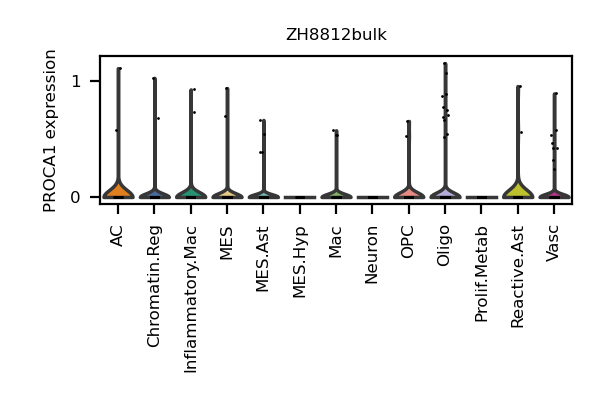 ZH8812bulk
PROCA1 expression
1
0
AC
Chromatin.Reg
Inflammatory.Mac
MES
MES.Ast
MES.Hyp
Mac
Neuron
OPC
Oligo
Prolif.Metab
Reactive.Ast
Vasc